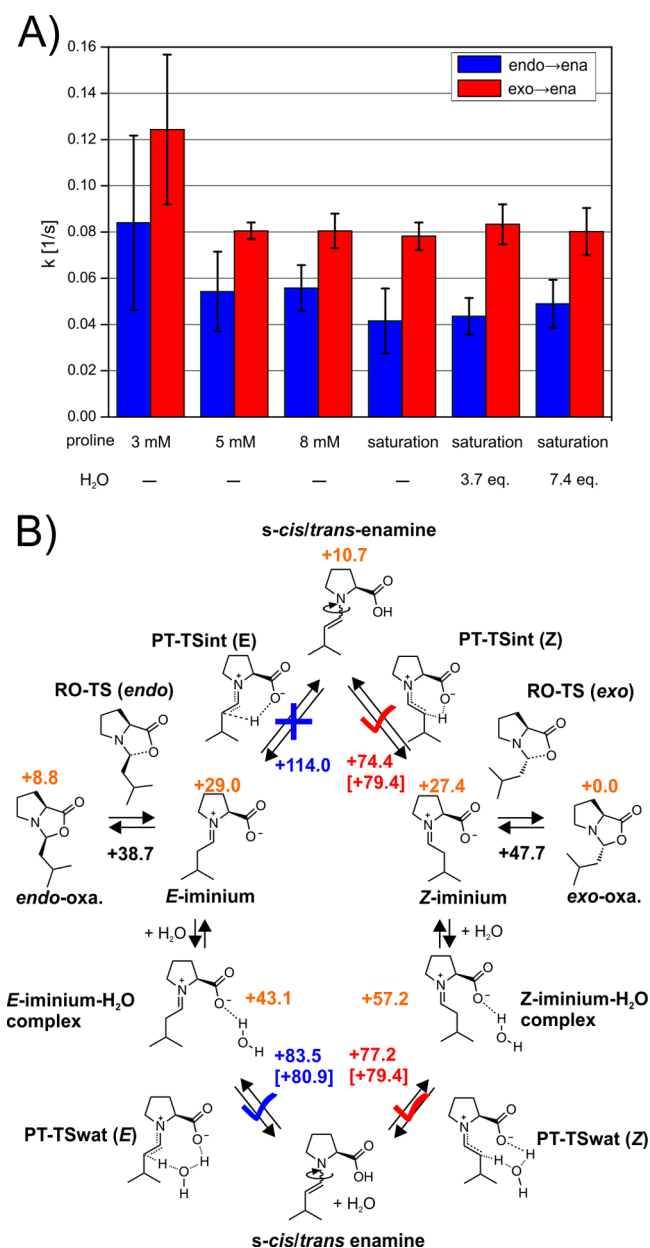 A)
0.16
0.14
0.12
0.10
0.08
0.06
0.04
0.02
0.00
k [1/s]
endo→ena
exo→ena
proline 3 mM 5 mM 8 mM saturation saturation saturation
H₂O – – – – 3.7 eq. 7.4 eq.
B)
s-cis/trans-enamine
+10.7
N
O
OH
PT-TSint (E)
PT-TSint (Z)
N
+
O
O⁻
H
N
+
O
O⁻
H
RO-TS (endo)
RO-TS (exo)
N
O
O
N
O
O
+114.0
+74.4
[+79.4]
+8.8
+29.0
+27.4
+0.0
N
O
O
N
+
O
O⁻
N
+
O
O⁻
N
O
O
+38.7
+47.7
endo-oxa.
E-iminium
Z-iminium
exo-oxa.
+ H₂O
+ H₂O
E-iminium-H₂O
complex
N
+
O
O⁻
H
O
H
+43.1
+57.2
N
+
O
O⁻
H
O
H
Z-iminium-H₂O
complex
+83.5
[+80.9]
+77.2
[+79.4]
PT-TSwat (E)
N
+
O
O⁻
H
H
O
H
PT-TSwat (Z)
N
+
O
O⁻
H
H
O
H
N
O
OH
+ H₂O
s-cis/trans enamine